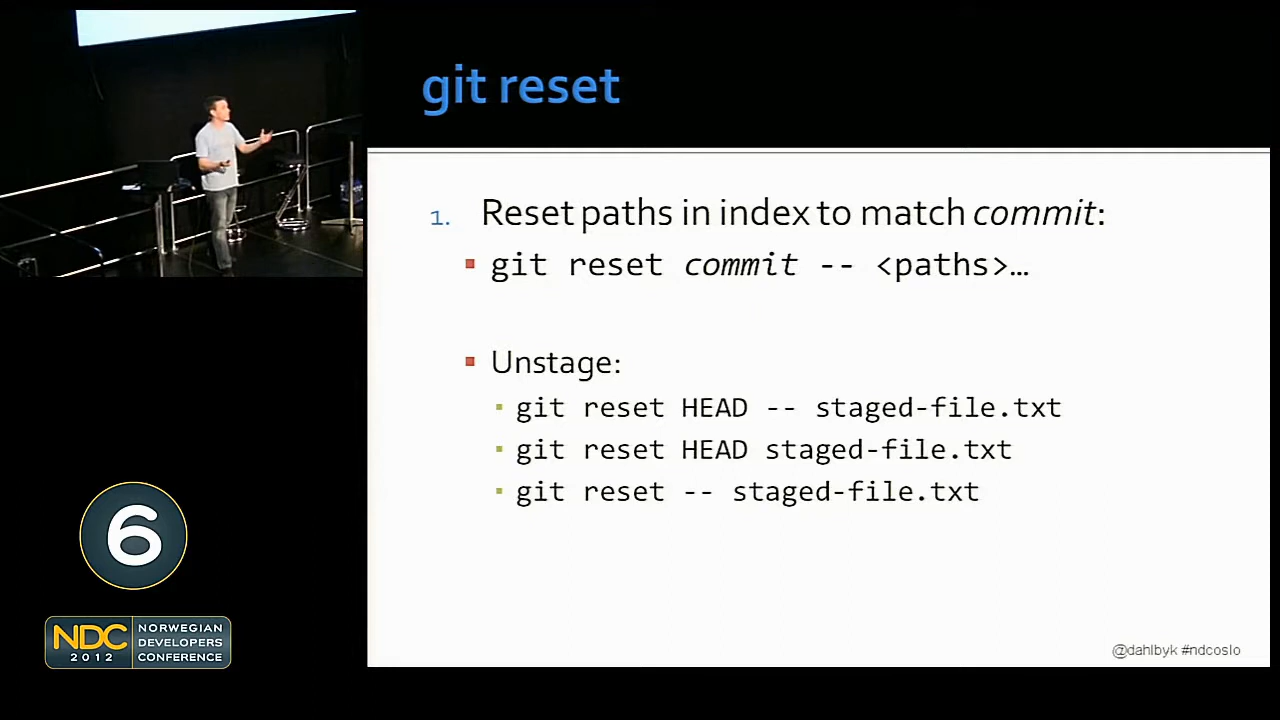 git reset
1. Reset paths in index to match commit:
▪ git reset commit -- <paths>…
▪ Unstage:
▪ git reset HEAD -- staged-file.txt
▪ git reset HEAD staged-file.txt
▪ git reset -- staged-file.txt
6
NDC 2012
NORWEGIAN
DEVELOPERS
CONFERENCE
@dahlbyk #ndcoslo